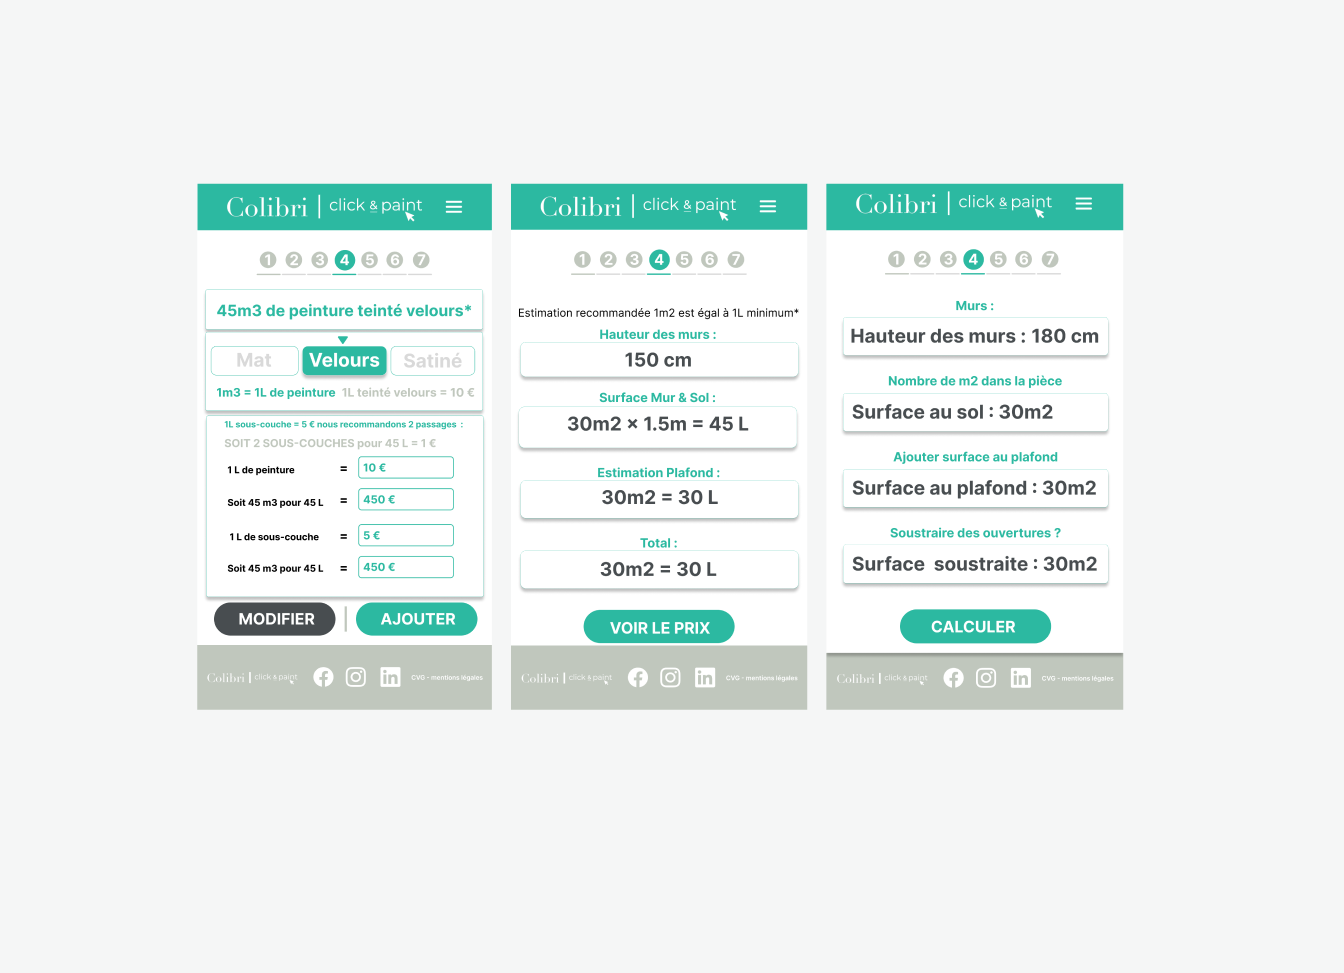 Colibri | click & paint
1 2 3 4 5 6 7
45m3 de peinture teinté velours*
Mat Velours Satiné
1m3 = 1L de peinture 1L teinté velours = 10 €
1L sous-couche = 5 € nous recommandons 2 passages :
SOIT 2 SOUS-COUCHES pour 45 L = 1 €
1 L de peinture = 10 €
Soit 45 m3 pour 45 L = 450 €
1 L de sous-couche = 5 €
Soit 45 m3 pour 45 L = 450 €
MODIFIER | AJOUTER
Colibri | click & paint CVG - mentions légales
Colibri | click & paint
1 2 3 4 5 6 7
Estimation recommandée 1m2 est égal à 1L minimum*
Hauteur des murs :
150 cm
Surface Mur & Sol :
30m2 × 1.5m = 45 L
Estimation Plafond :
30m2 = 30 L
Total :
30m2 = 30 L
VOIR LE PRIX
Colibri | click & paint CVG - mentions légales
Colibri | click & paint
1 2 3 4 5 6 7
Murs :
Hauteur des murs : 180 cm
Nombre de m2 dans la pièce
Surface au sol : 30m2
Ajouter surface au plafond
Surface au plafond : 30m2
Soustraire des ouvertures ?
Surface soustraite : 30m2
CALCULER
Colibri | click & paint CVG - mentions légales